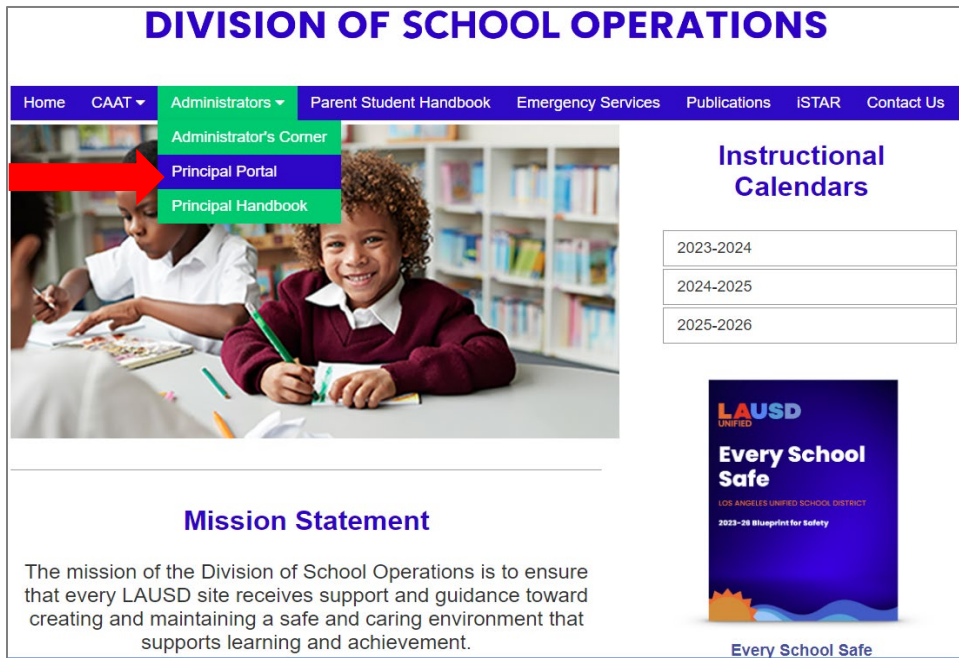 DIVISION OF SCHOOL OPERATIONS
Home CAAT Administrators Parent Student Handbook Emergency Services Publications iSTAR Contact Us
Administrator's Corner
Principal Portal
Principal Handbook
Instructional
Calendars
2023-2024
2024-2025
2025-2026
LAUSD
UNIFIED
Every School
Safe
LOS ANGELES UNIFIED SCHOOL DISTRICT
2023-26 Blueprint for Safety
Every School Safe
Mission Statement
The mission of the Division of School Operations is to ensure
that every LAUSD site receives support and guidance toward
creating and maintaining a safe and caring environment that
supports learning and achievement.